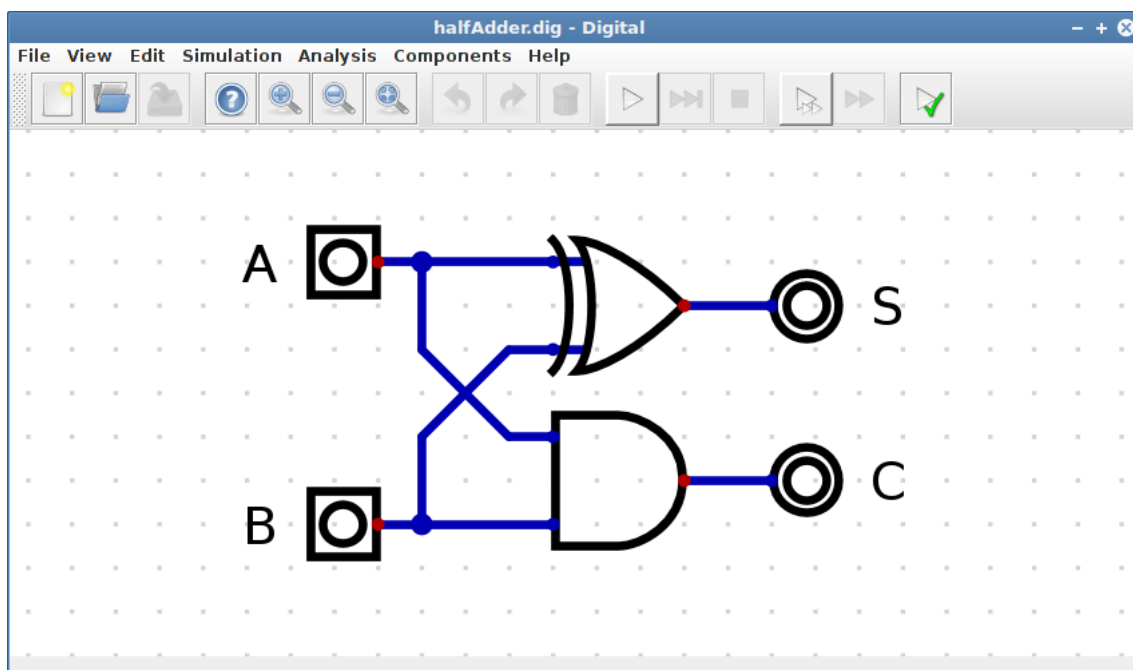 halfAdder.dig - Digital
File View Edit Simulation Analysis Components Help
?
A
S
B
C